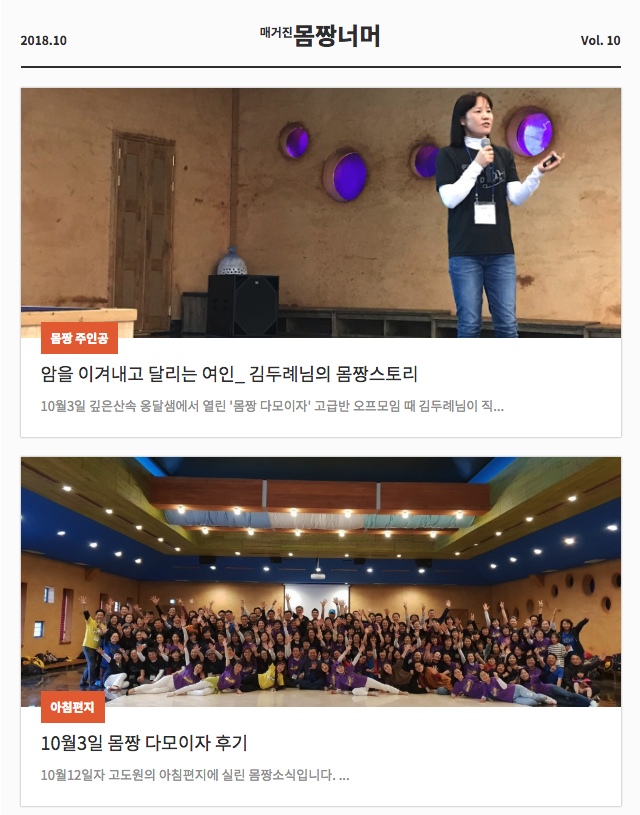 2018.10
매거진몸짱너머
Vol. 10
몸짱 주인공
암을 이겨내고 달리는 여인_ 김두례님의 몸짱스토리
10월3일 깊은산속 옹달샘에서 열린 '몸짱 다모이자' 고급반 오프모임 때 김두례님이 직...
아침편지
10월3일 몸짱 다모이자 후기
10월12일자 고도원의 아침편지에 실린 몸짱소식입니다. ...